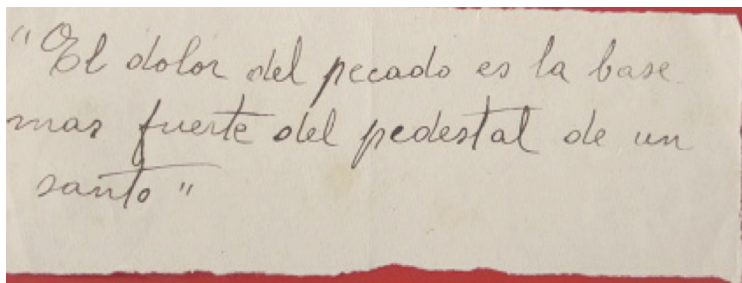 "El dolor del pecado es la base
mas fuerte del pedestal de un
santo"